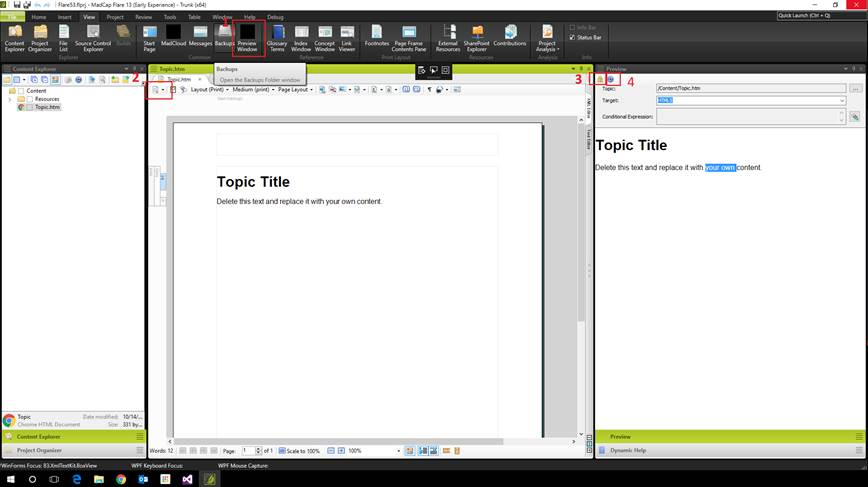 Flare53.flprj - MadCap Flare 13 (Early Experience) - Trunk (x64)
File Home Insert View Project Review Tools Table Window Help Debug
Quick Launch (Ctrl + Q)
1
Content Explorer
Project Organizer
File List
Source Control Explorer
Builds
Explorer
Start Page
MadCloud
Messages
Backups
Preview Window
Glossary Terms
Index Window
Concept Window
Link Viewer
Reference
Footnotes
Page Frame Contents Pane
Print Layout
External Resources
SharePoint Explorer
Contributions
External Resources
Project Analysis
Analysis
Info Bar
Status Bar
Info
Content Explorer
Topic.htm
Preview
Backups
Open the Backups Folder window
2
Topic.htm
3
4
Layout (Print)
Medium (print)
Page Layout
Content
Resources
Topic.htm
Topic:
/Content/Topic.htm
Target:
HTML5
Conditional Expression:
XML Editor
Text Editor
Topic Title
Delete this text and replace it with your own content.
Topic Title
Delete this text and replace it with your own content.
Topic
Date modified: 10/14/...
Chrome HTML Document
Size: 331 by...
Content Explorer
Project Organizer
Words: 12
Page: 1 of 1
Scale to 100%
100%
Preview
Dynamic Help
WinForms Focus: B3.XmlTextKit.BoxView
WPF Keyboard Focus:
WPF Mouse Capture: